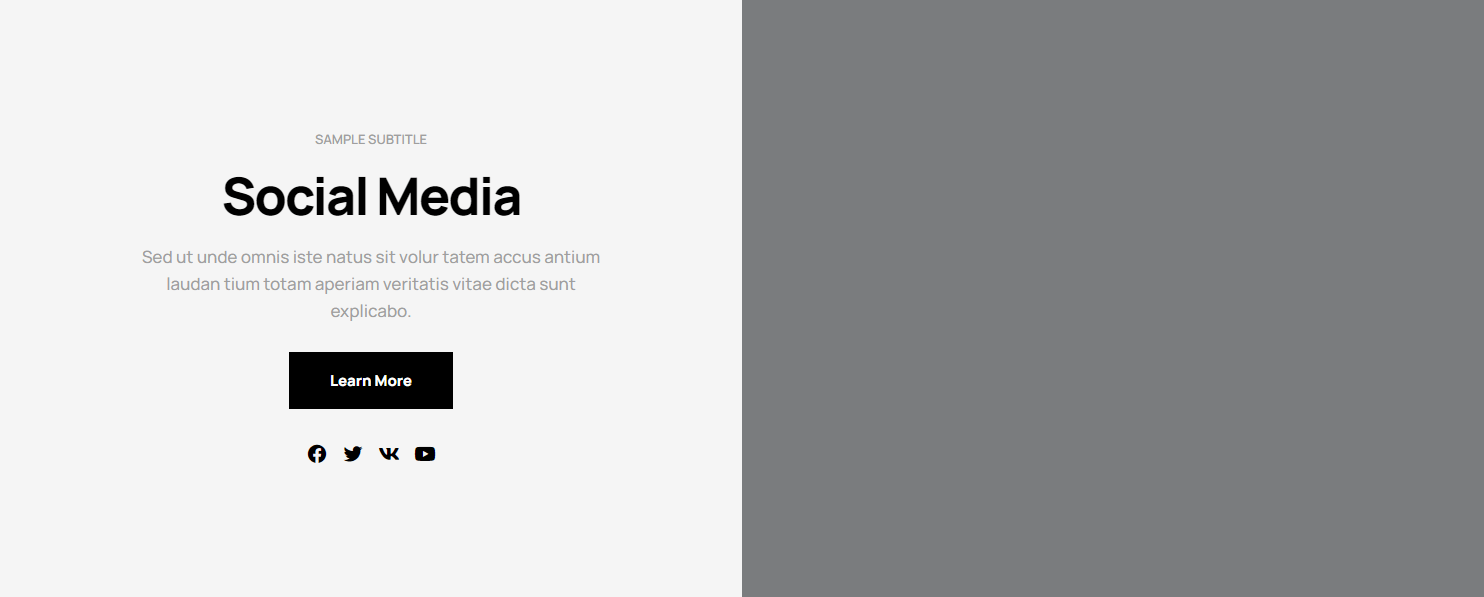 SAMPLE SUBTITLE
Social Media
Sed ut unde omnis iste natus sit volur tatem accus antium
laudan tium totam aperiam veritatis vitae dicta sunt
explicabo.
Learn More